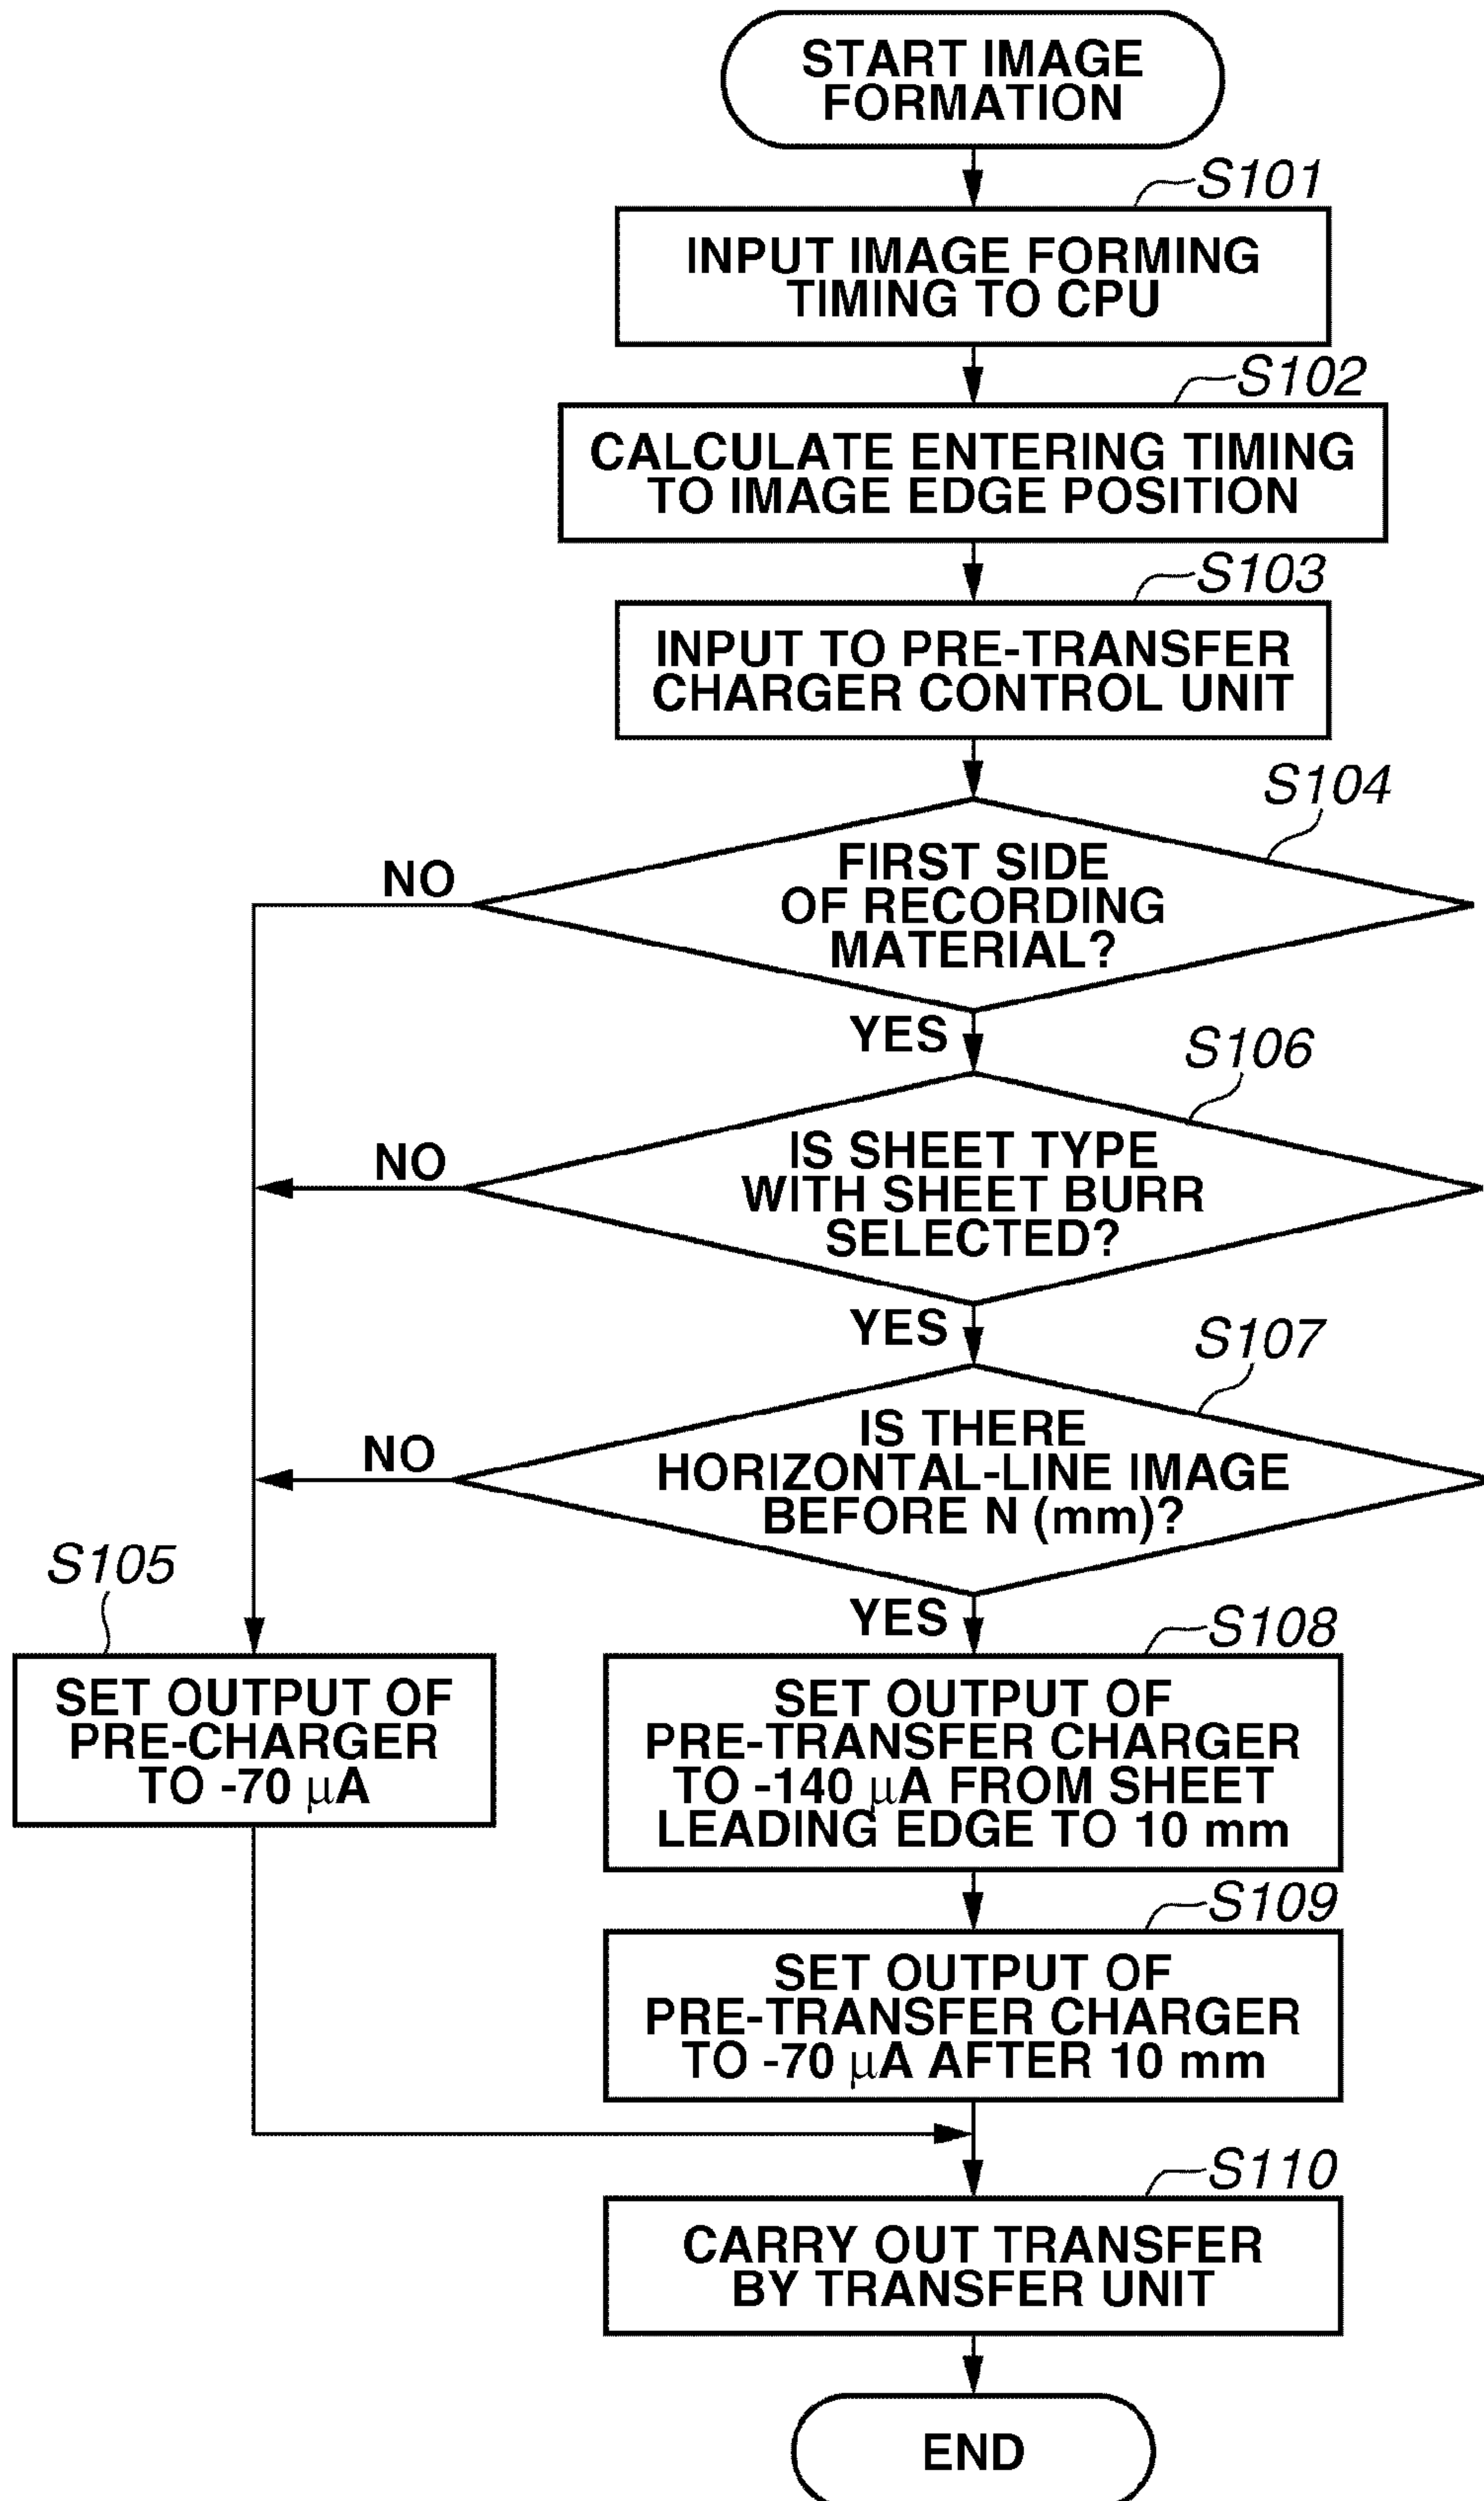 START IMAGE
FORMATION
S101
INPUT IMAGE FORMING
TIMING TO CPU
S102
CALCULATE ENTERING TIMING
TO IMAGE EDGE POSITION
S103
INPUT TO PRE-TRANSFER
CHARGER CONTROL UNIT
S104
FIRST SIDE
OF RECORDING
MATERIAL?
NO
YES
S106
IS SHEET TYPE
WITH SHEET BURR
SELECTED?
NO
YES
S107
IS THERE
HORIZONTAL-LINE IMAGE
BEFORE N (mm)?
NO
YES
S105
SET OUTPUT OF
PRE-CHARGER
TO -70 μA
S108
SET OUTPUT OF
PRE-TRANSFER CHARGER
TO -140 μA FROM SHEET
LEADING EDGE TO 10 mm
S109
SET OUTPUT OF
PRE-TRANSFER CHARGER
TO -70 μA AFTER 10 mm
S110
CARRY OUT TRANSFER
BY TRANSFER UNIT
END